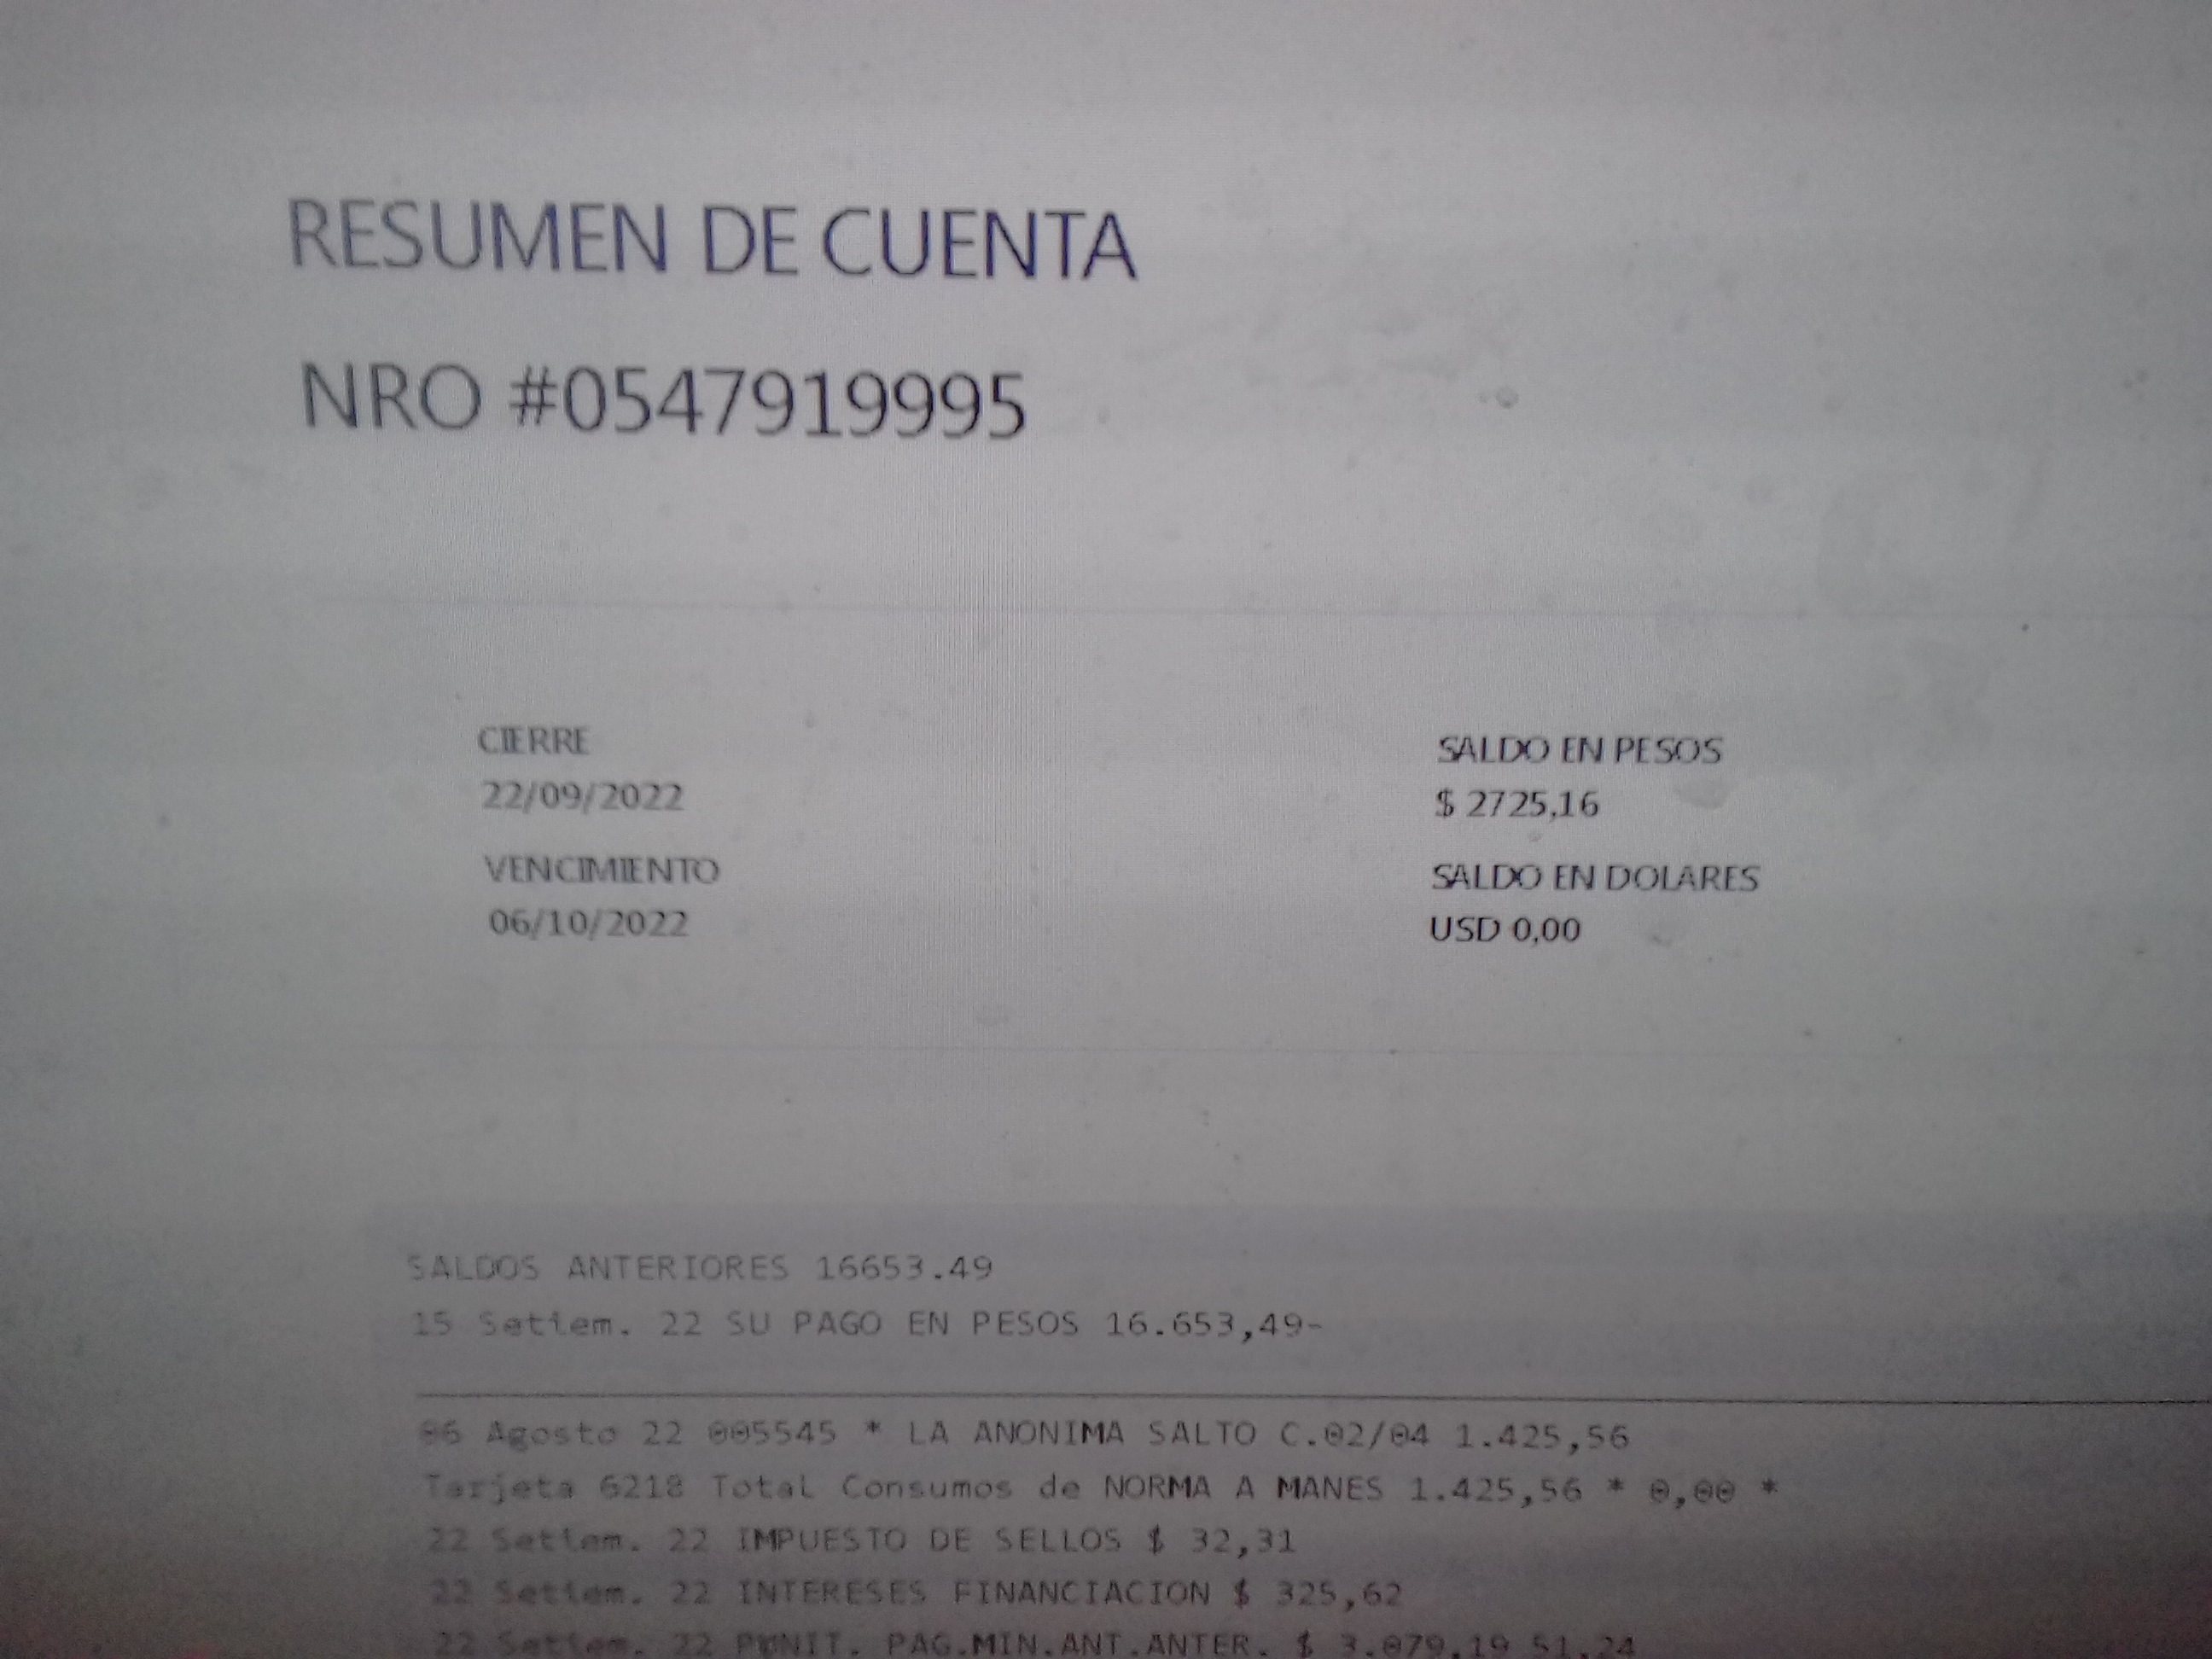 RESUMEN DE CUENTA
NRO #0547919995
CIERRE
22/09/2022
VENCIMIENTO
06/10/2022
SALDO EN PESOS
$ 2725,16
SALDO EN DOLARES
USD 0,00
SALDOS ANTERIORES 16653.49
15 Setiem. 22 SU PAGO EN PESOS 16.653,49-
06 Agosto 22 005545 * LA ANONIMA SALTO C.02/04 1.425,56
Tarjeta 6218 Total Consumos de NORMA A MANES 1.425,56 * 0,00 *
22 Setiem. 22 IMPUESTO DE SELLOS $ 32,31
22 Setiem. 22 INTERESES FINANCIACION $ 325,62
22 Setiem. 22 PUNIT. PAG.MIN.ANT.ANTER. $ 3.079,19 51,24